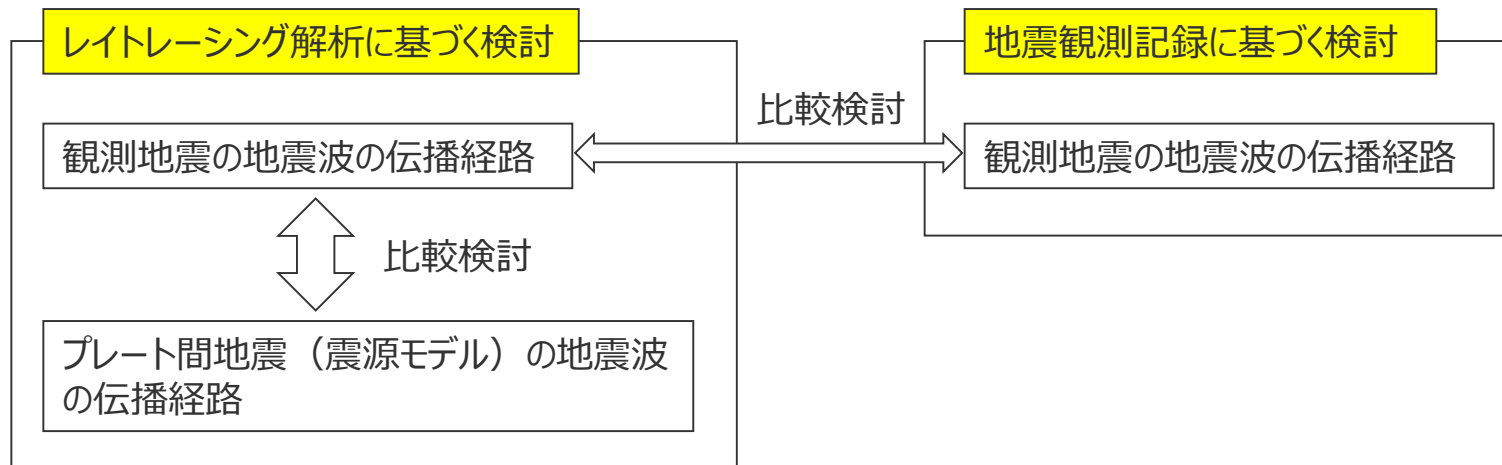 レイトレーシング解析に基づく検討
地震観測記録に基づく検討
比較検討
観測地震の地震波の伝播経路
観測地震の地震波の伝播経路
比較検討
プレート間地震（震源モデル）の地震波
の伝播経路